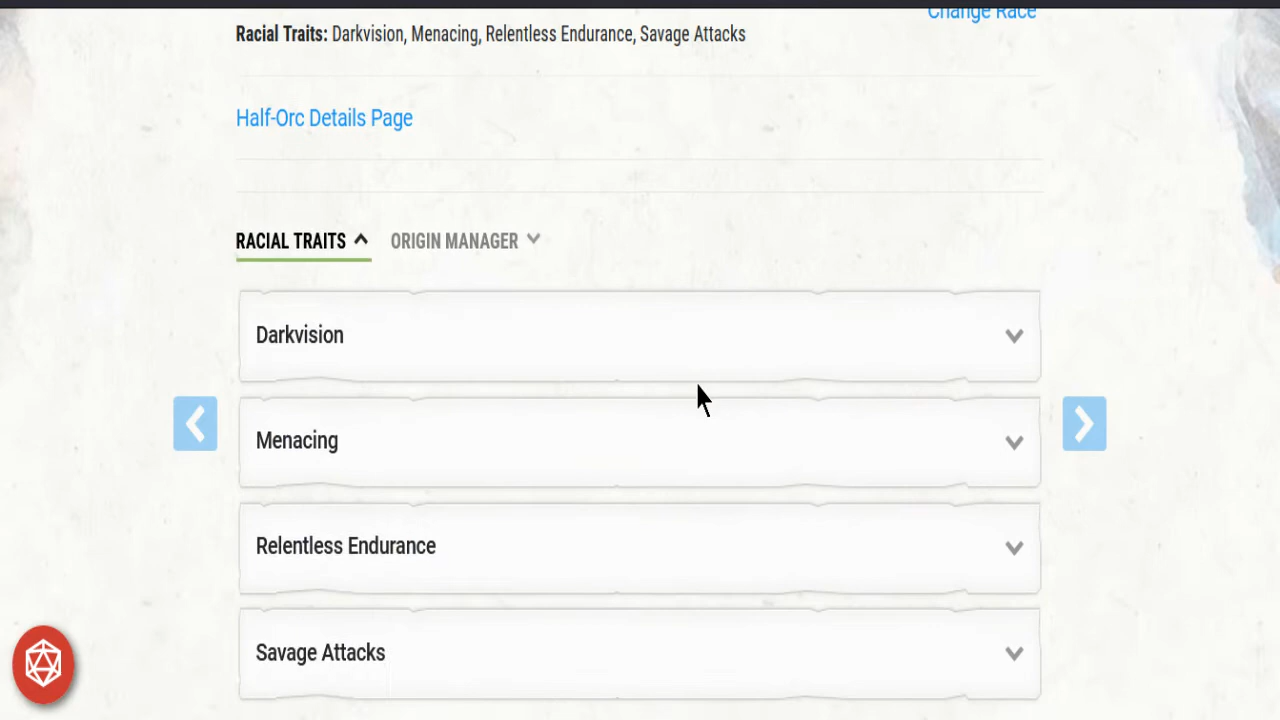 Change Race
Racial Traits: Darkvision, Menacing, Relentless Endurance, Savage Attacks
Half-Orc Details Page
RACIAL TRAITS ORIGIN MANAGER
Darkvision
Menacing
Relentless Endurance
Savage Attacks